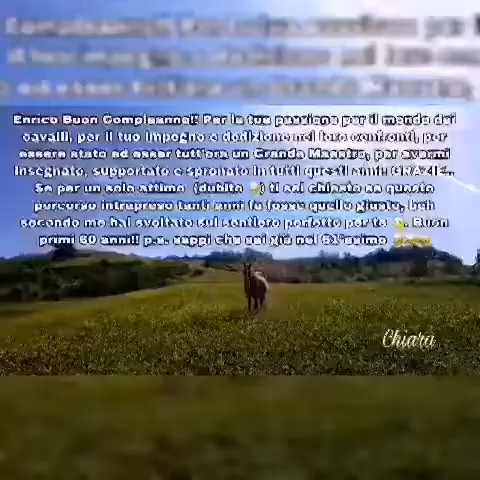 Enrico Buon Compleanno!! Per la tua passione per il mondo dei
cavalli, per il tuo impegno e dedizione nei loro confronti, per
essere stato ed esser tutt'ora un Grande Maestro, per avermi
insegnato, supportato e spronato in tutti questi anni: GRAZIE..
Se per un solo attimo (dubito) ti sei chiesto se questo
percorso intrapreso tanti anni fa fosse quello giusto, beh
secondo me hai svoltato sul sentiero perfetto per te. Buon
primi 60 anni!! p.s. sappi che sei già nel 61°esimo
Chiara